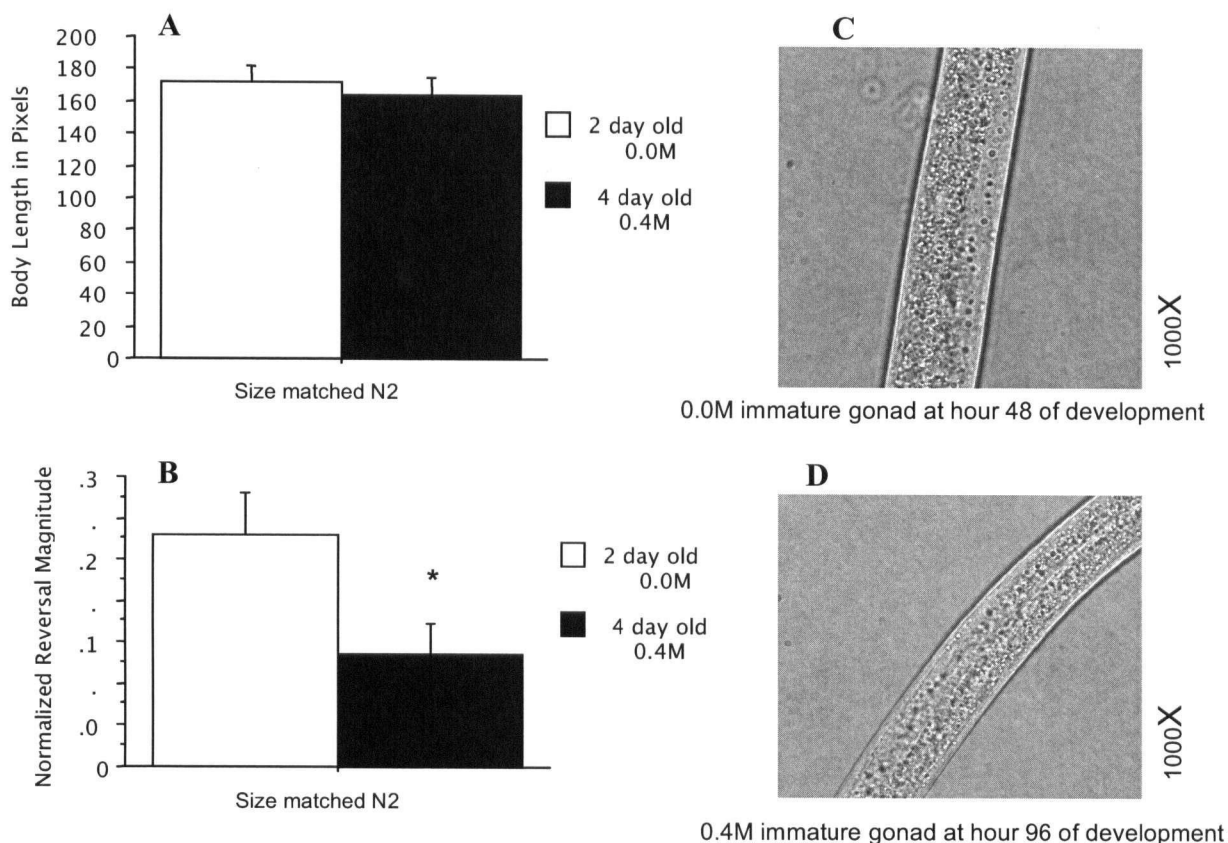 A
200
180
160
140
120
100
80
60
40
20
0
Body Length in Pixels
2 day old
0.0M
4 day old
0.4M
Size matched N2
B
.3
.
.2
.
.1
.
.0
0
Normalized Reversal Magnitude
*
2 day old
0.0M
4 day old
0.4M
Size matched N2
C
1000X
0.0M immature gonad at hour 48 of development
D
1000X
0.4M immature gonad at hour 96 of development